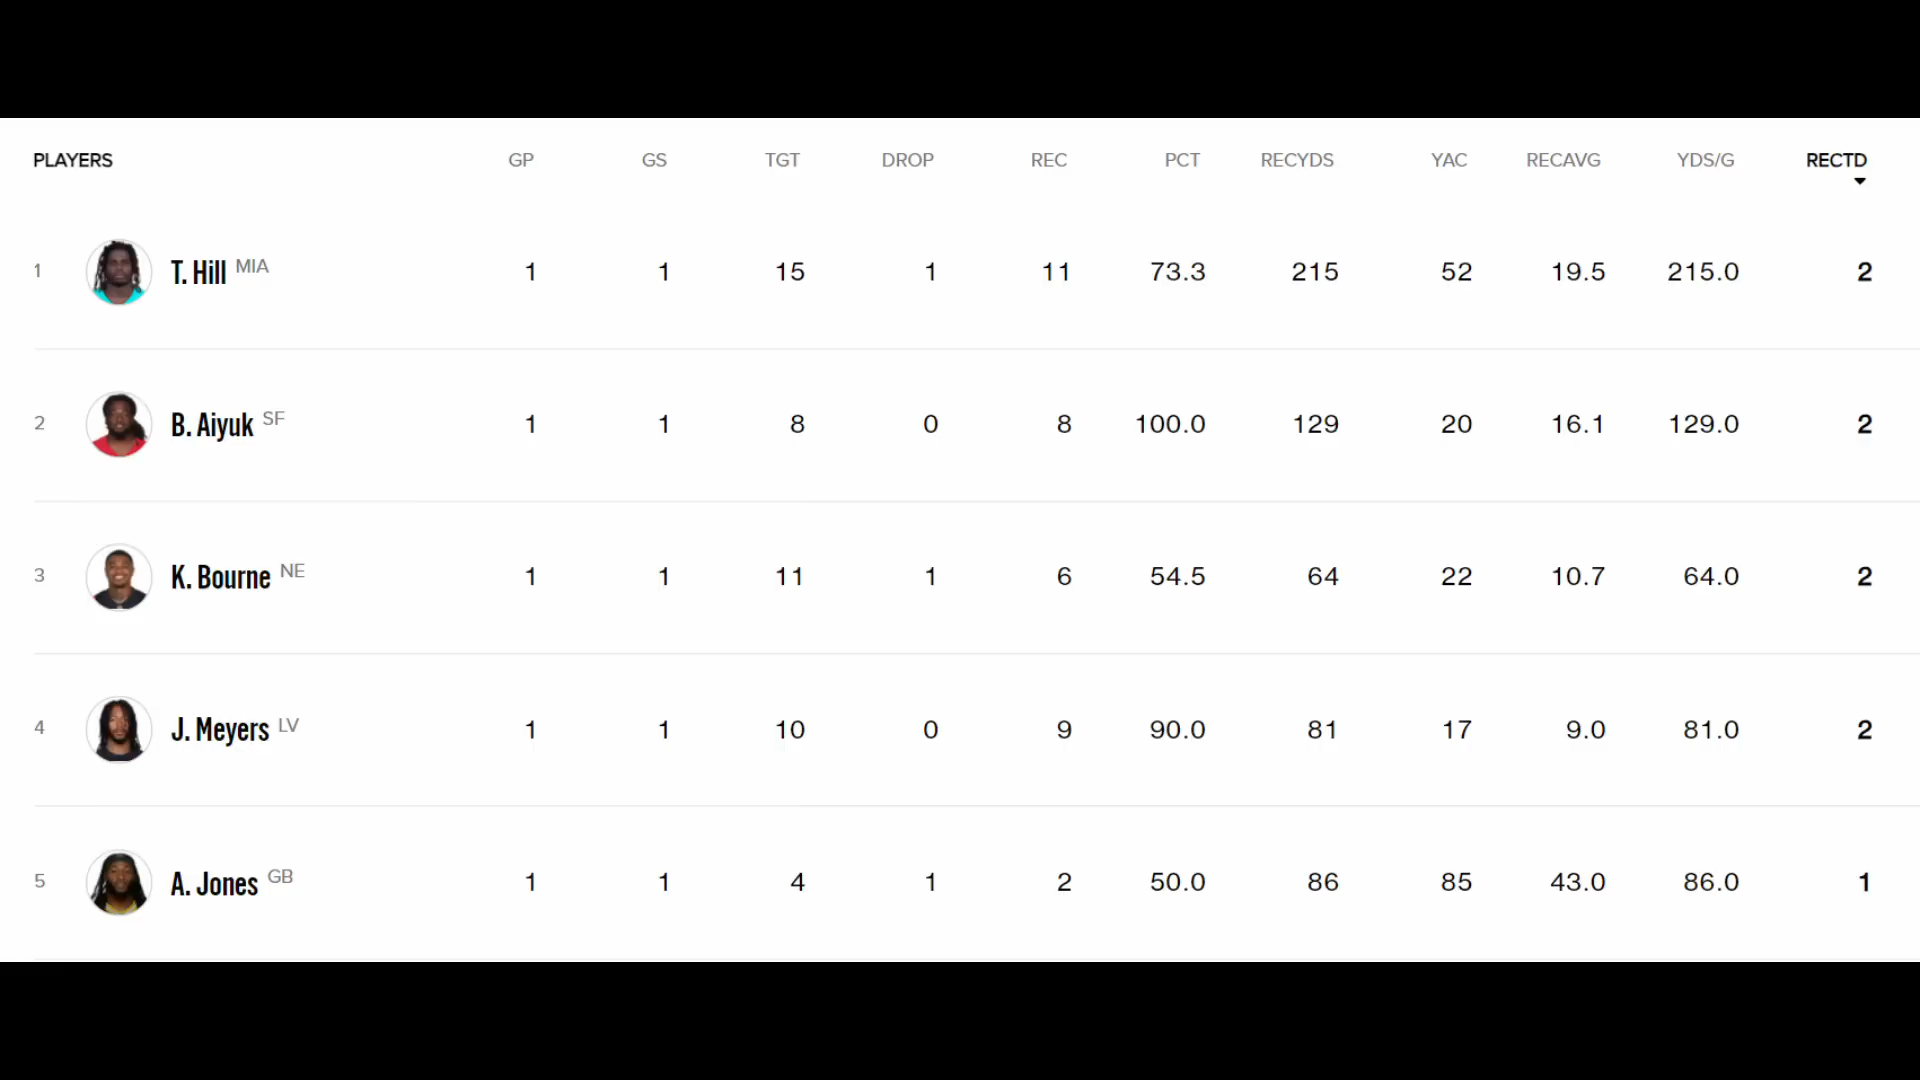 PLAYERS GP GS TGT DROP REC PCT RECYDS YAC RECAVG YDS/G RECTD
1 T. Hill MIA 1 1 15 1 11 73.3 215 52 19.5 215.0 2
2 B. Aiyuk SF 1 1 8 0 8 100.0 129 20 16.1 129.0 2
3 K. Bourne NE 1 1 11 1 6 54.5 64 22 10.7 64.0 2
4 J. Meyers LV 1 1 10 0 9 90.0 81 17 9.0 81.0 2
5 A. Jones GB 1 1 4 1 2 50.0 86 85 43.0 86.0 1